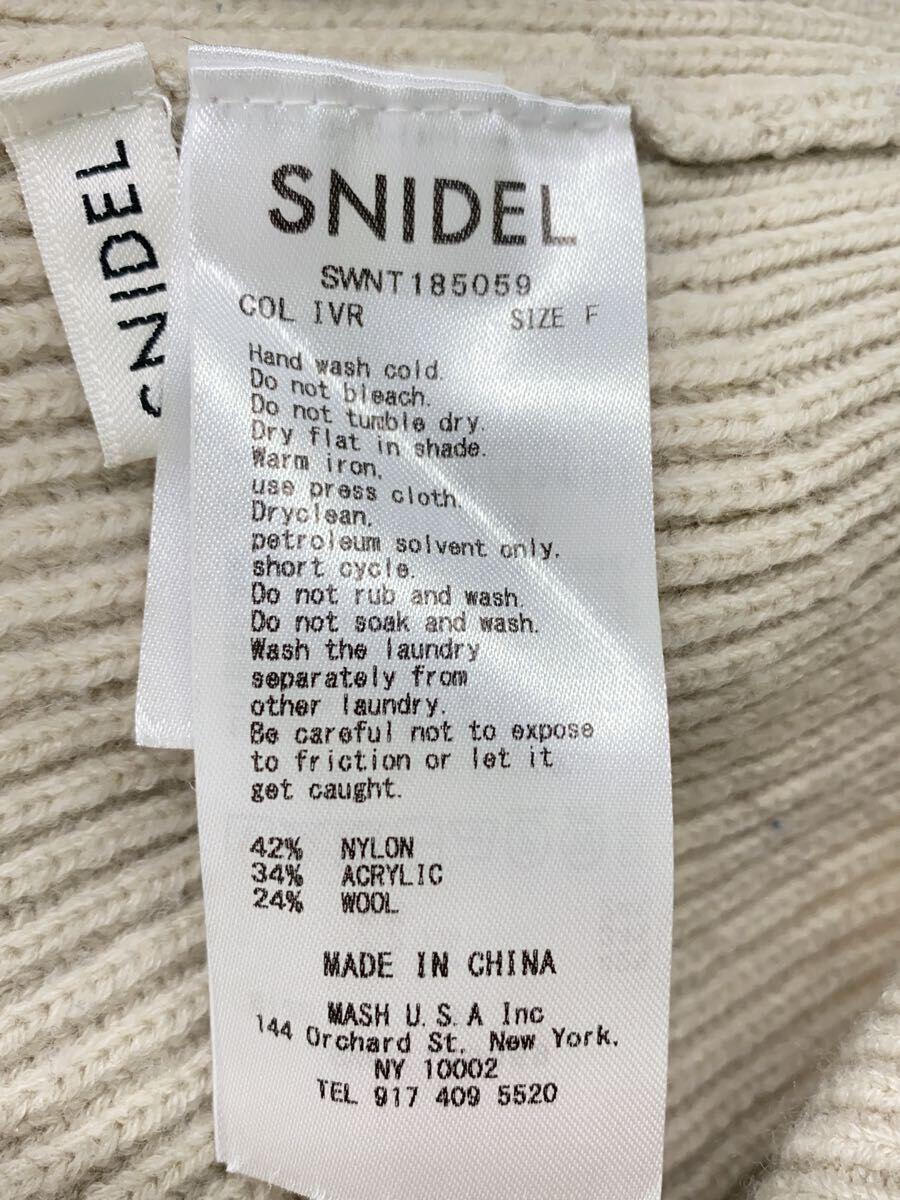 SNIDEL
SNIDEL
SWNT185059
COL IVR SIZE F
Hand wash cold.
Do not bleach.
Do not tumble dry.
Dry flat in shade.
Warm iron,
use press cloth.
Dryclean,
petroleum solvent only.
short cycle.
Do not rub and wash.
Do not soak and wash.
Wash the laundry
separately from
other laundry.
Be careful not to expose
to friction or let it
get caught.
42% NYLON
34% ACRYLIC
24% WOOL
MADE IN CHINA
MASH U.S.A Inc
144 Orchard St. New York.
NY 10002
TEL 917 409 5520